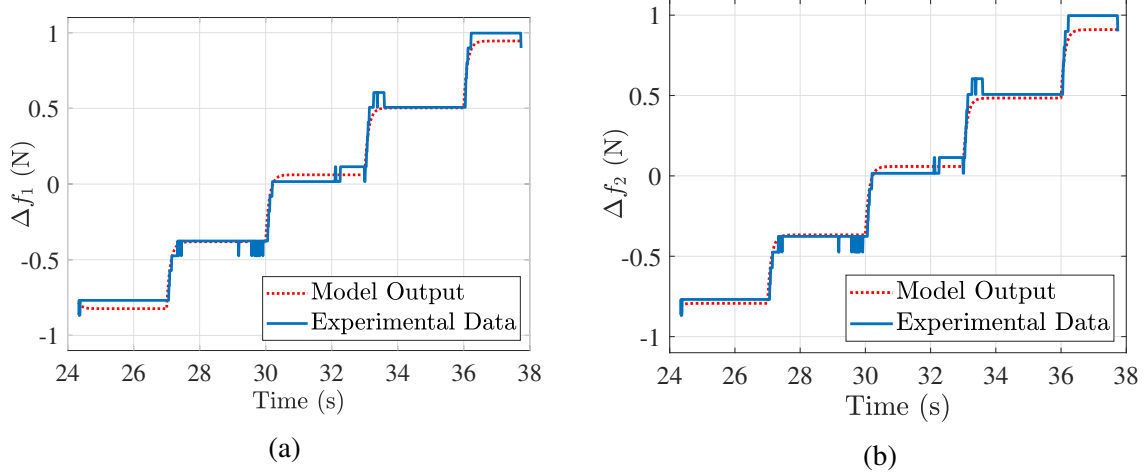 1
0.5
0
-0.5
-1
Δf₁ (N)
24 26 28 30 32 34 36 38
Time (s)
Model Output
Experimental Data
(a)
1
0.5
0
-0.5
-1
Δf₂ (N)
24 26 28 30 32 34 36 38
Time (s)
Model Output
Experimental Data
(b)